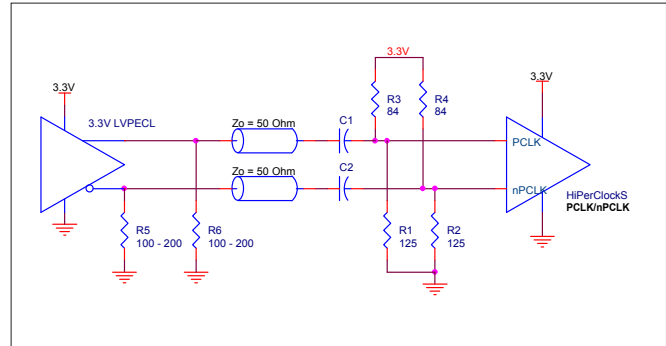 3.3V
3.3V
3.3V
3.3V LVPECL
R3
84
R4
84
Zo = 50 Ohm
C1
PCLK
Zo = 50 Ohm
C2
nPCLK
HiPerClockS
PCLK/nPCLK
R5
100 - 200
R6
100 - 200
R1
125
R2
125